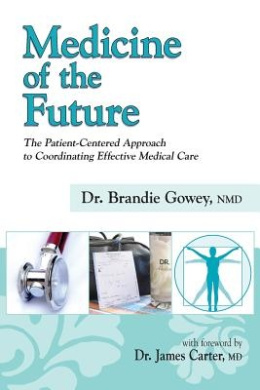 Medicine
of the
Future
The Patient-Centered Approach
to Coordinating Effective Medical Care
Dr. Brandie Gowey, NMD
with foreword by
Dr. James Carter, MD